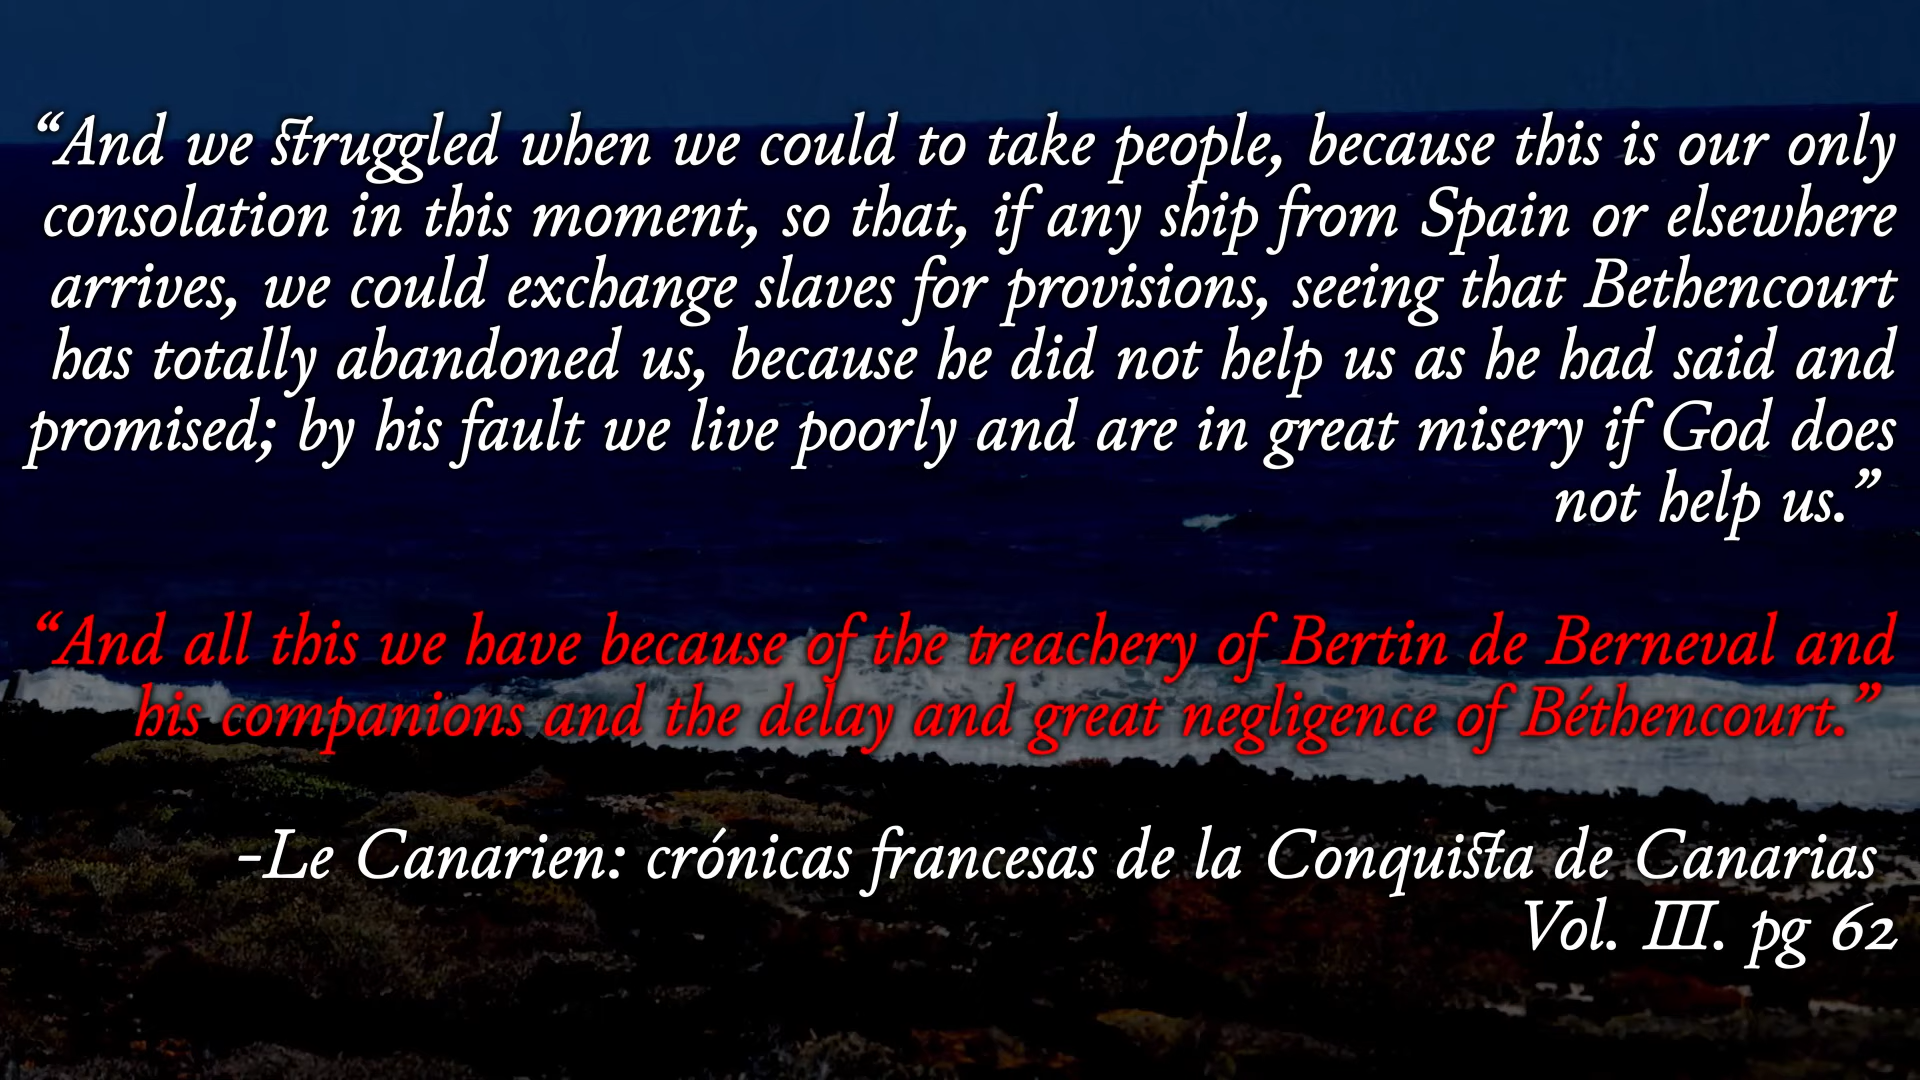 “And we struggled when we could to take people, because this is our only
consolation in this moment, so that, if any ship from Spain or elsewhere
arrives, we could exchange slaves for provisions, seeing that Bethencourt
has totally abandoned us, because he did not help us as he had said and
promised; by his fault we live poorly and are in great misery if God does
not help us.”
“And all this we have because of the treachery of Bertin de Berneval and
his companions and the delay and great negligence of Béthencourt.”
-Le Canarien: crónicas francesas de la Conquista de Canarias
Vol. III. pg 62